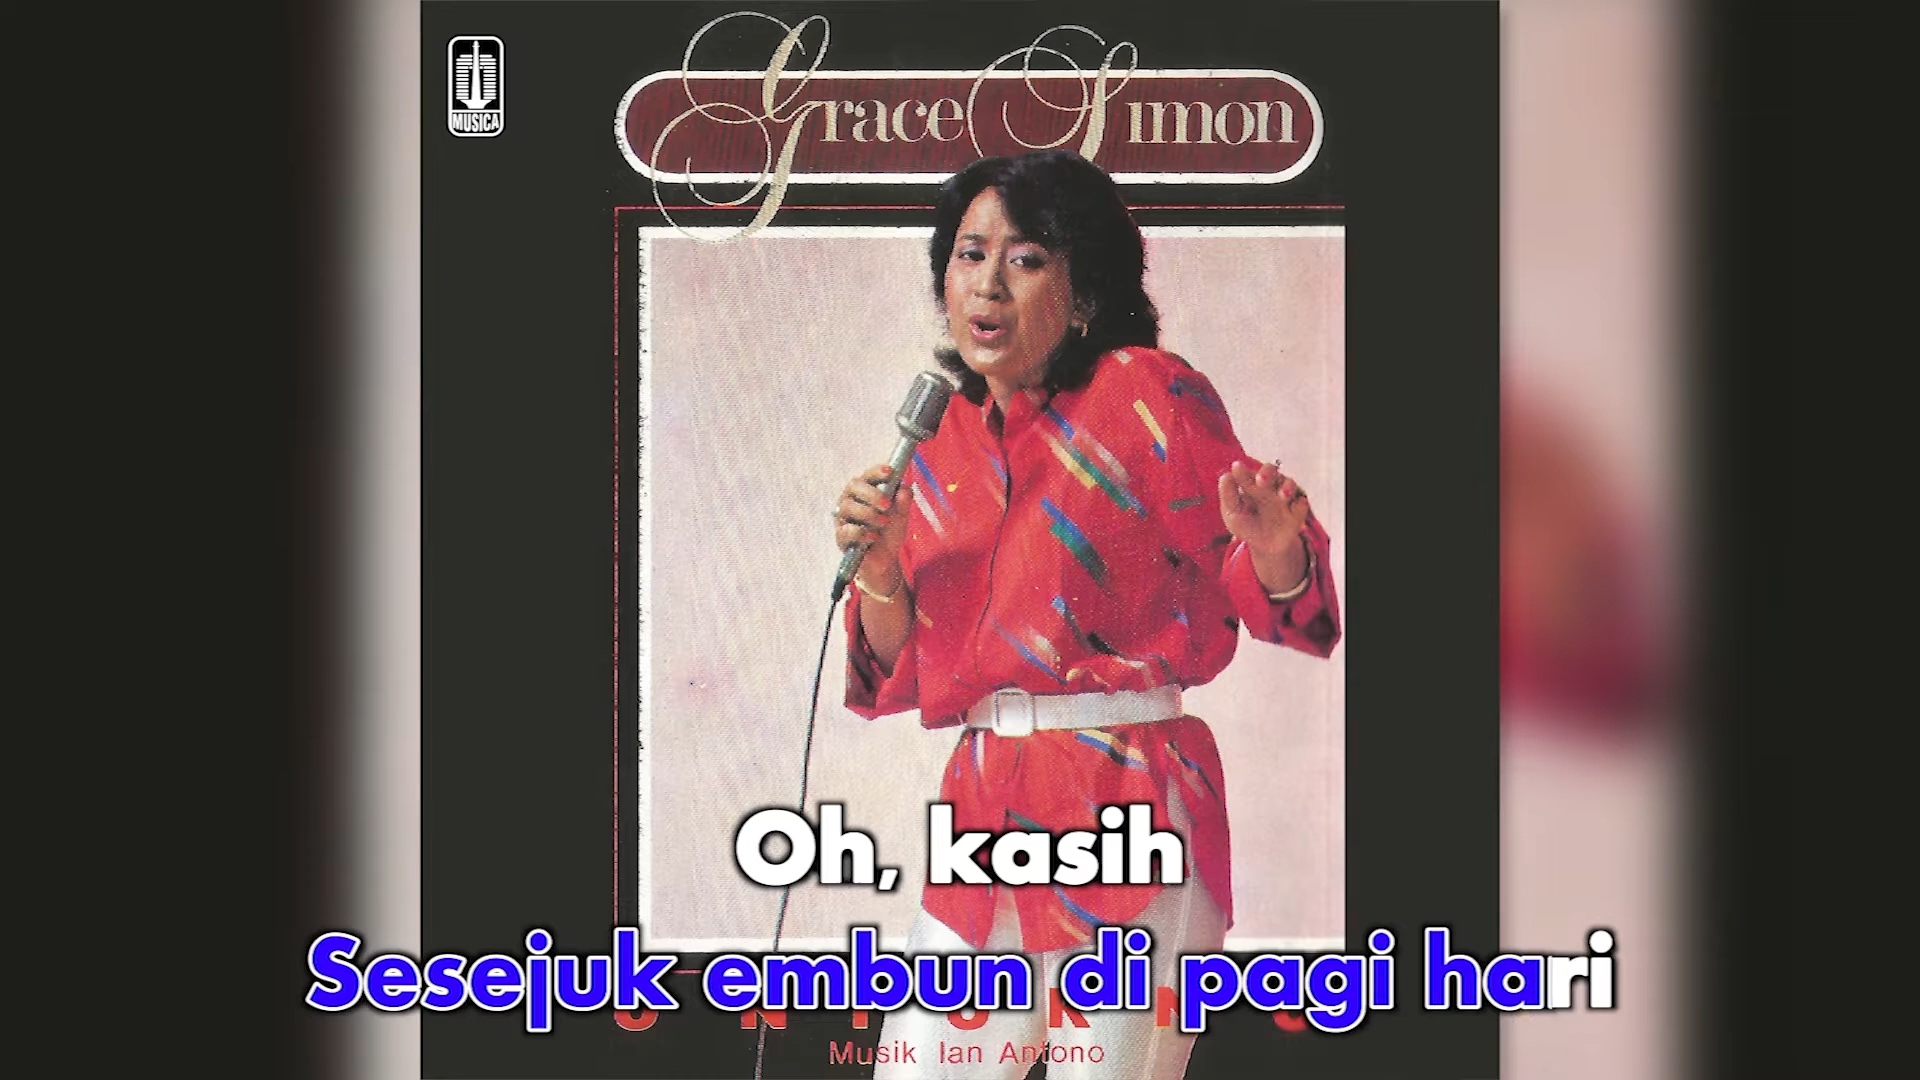 MUSICA
Grace Simon
Oh, kasih
Sesejuk embun di pagi hari
Musik Ian Antono